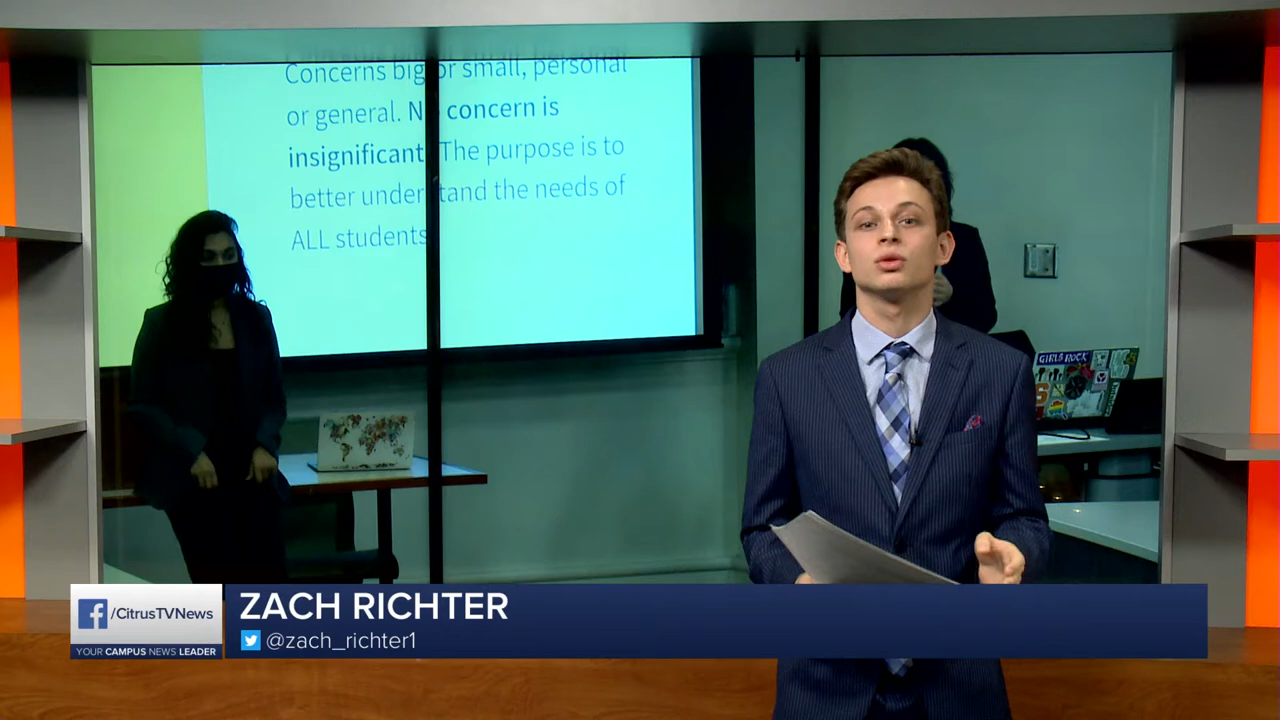 Concerns big or small, personal
or general. No concern is
insignificant. The purpose is to
better understand the needs of
ALL students
GIRLS ROCK
S
f /CitrusTVNews
YOUR CAMPUS NEWS LEADER
ZACH RICHTER
@zach_richter1